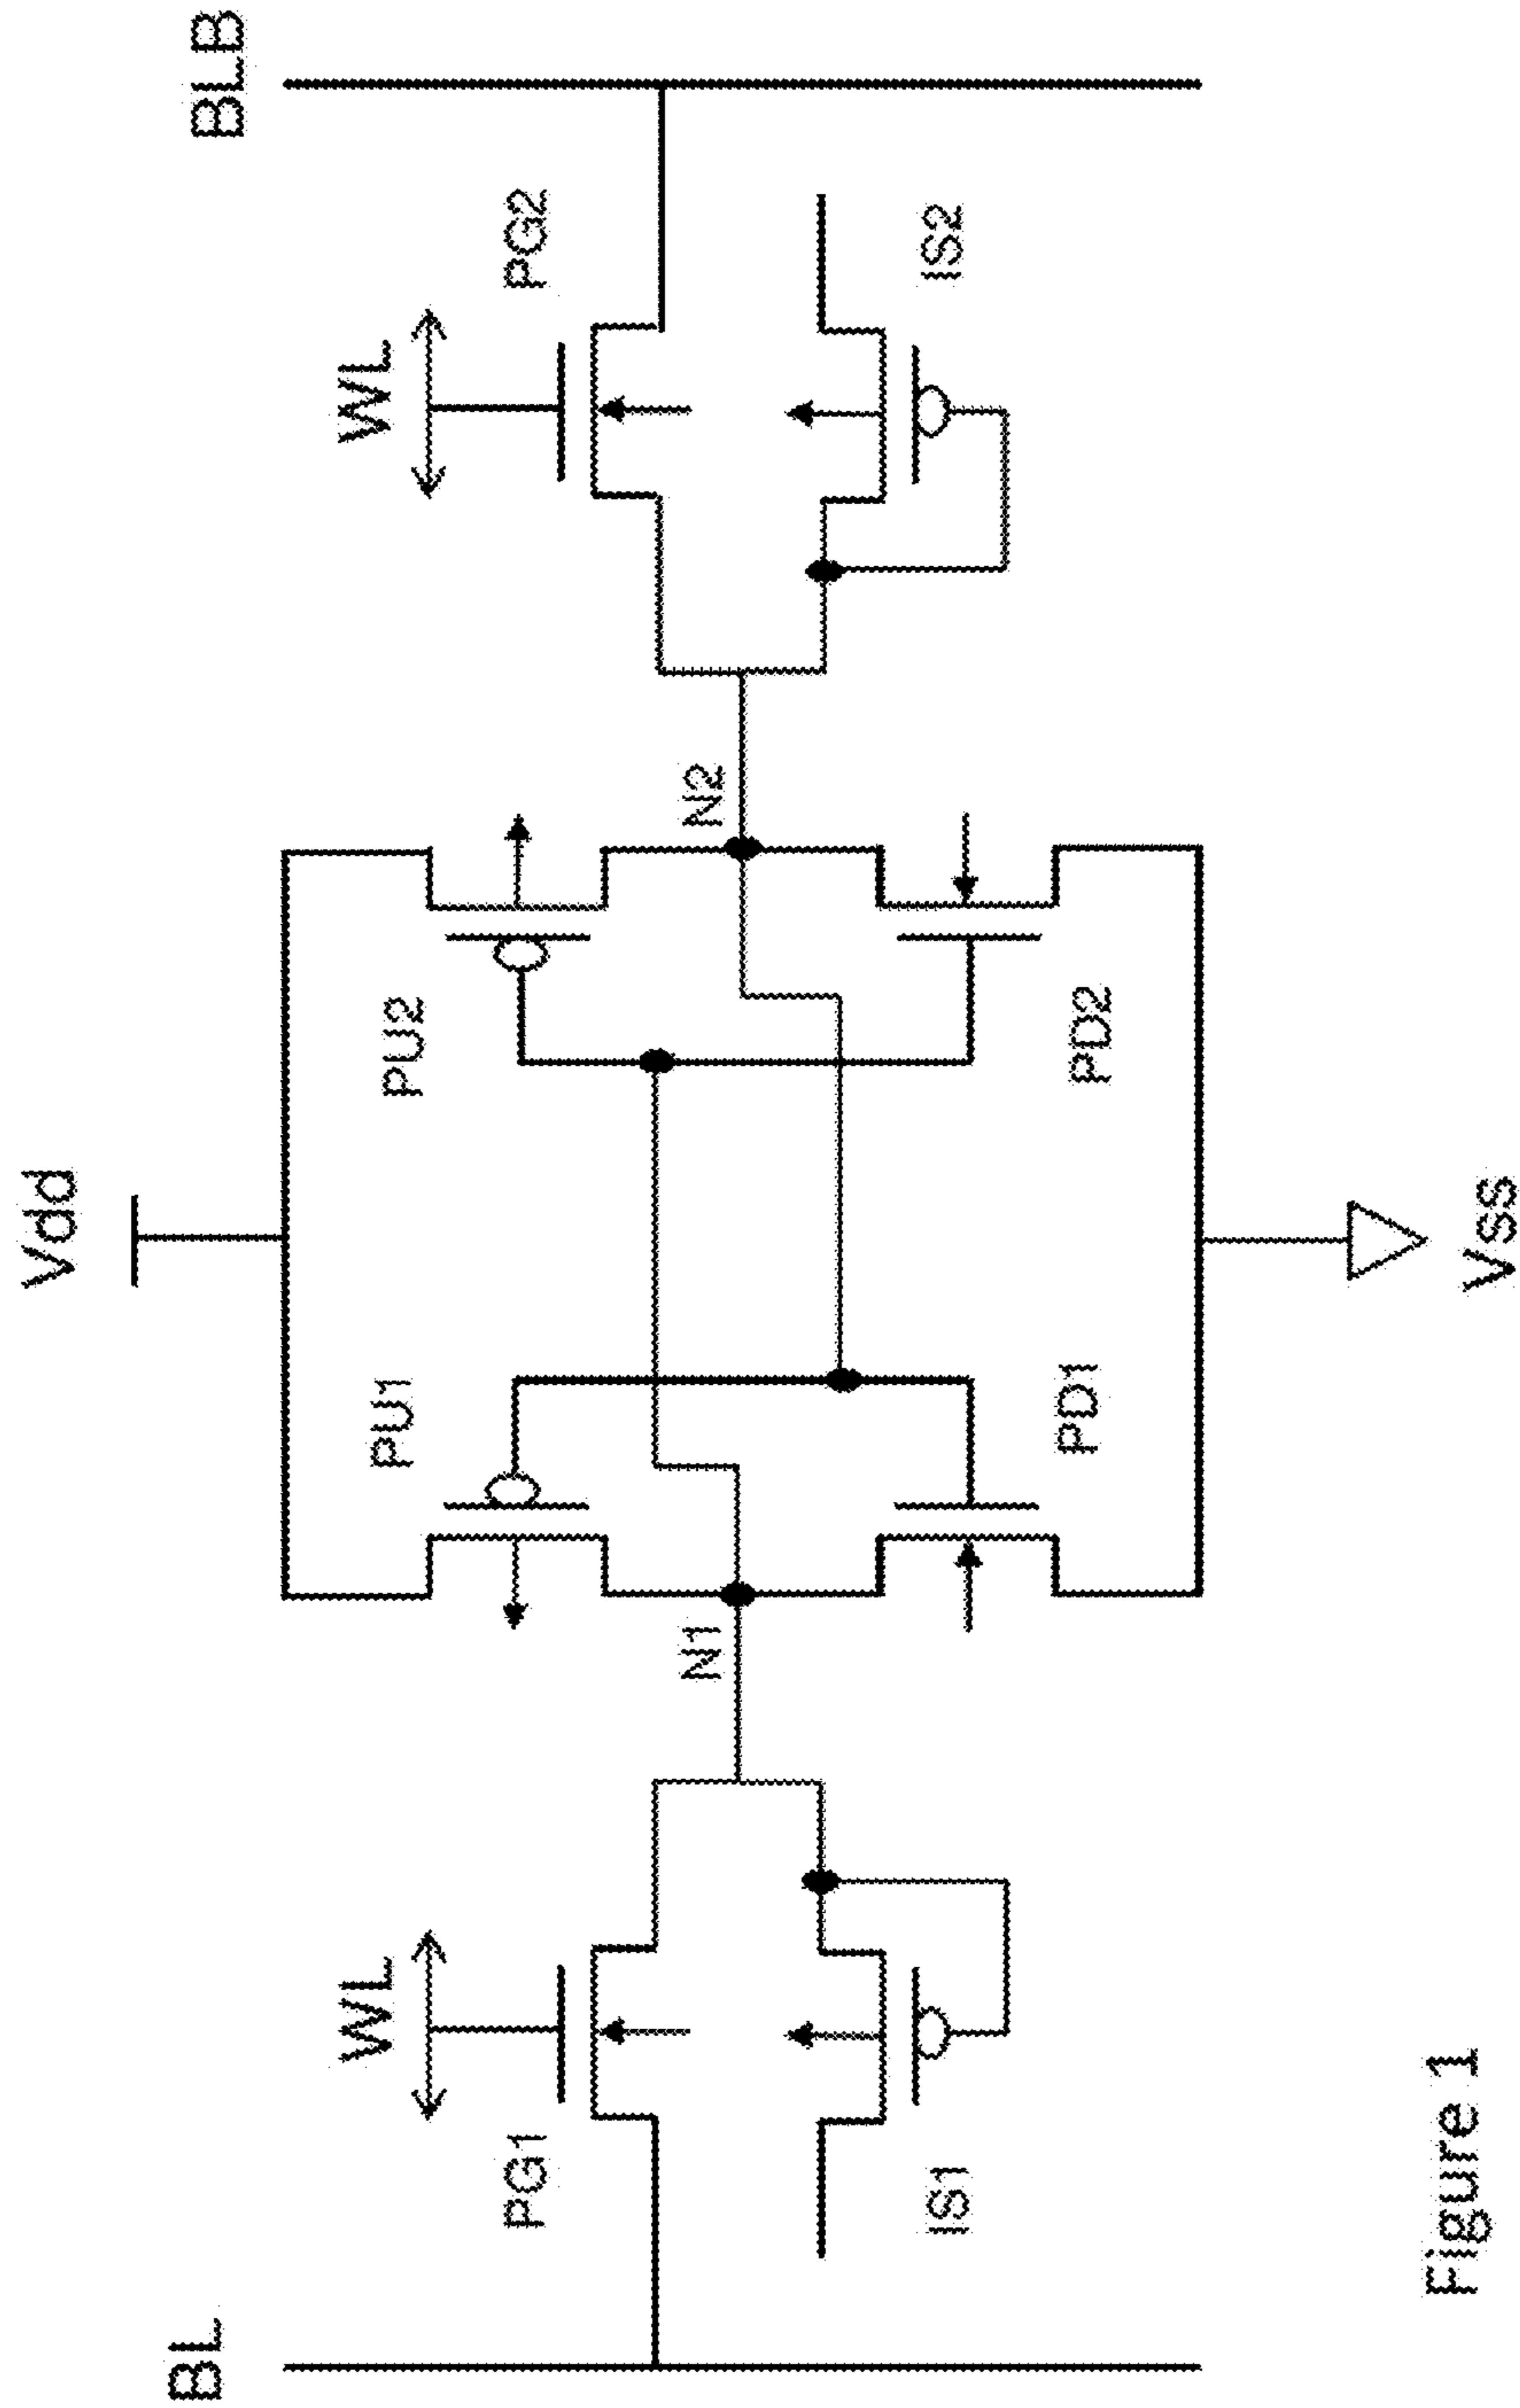 Vdd
BL
BLB
WL
WL
PU1
PU2
PG1
PG2
N1
N2
IS1
IS2
PD1
PD2
Vss
Figure 1